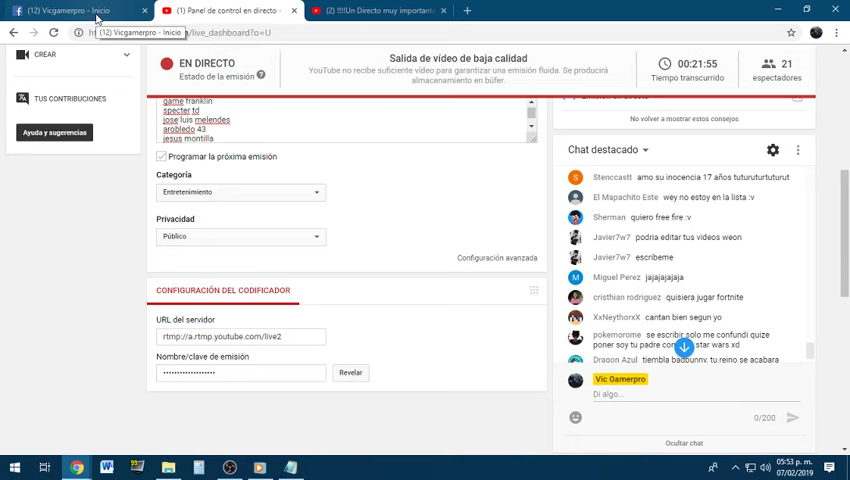 (12) Vicgamerpro - Inicio
(1) Panel de control en directo -
(2) !!!!Un Directo muy importante
(12) Vicgamerpro - Inicio
/live_dashboard?o=U
CREAR
TUS CONTRIBUCIONES
Ayuda y sugerencias
EN DIRECTO
Estado de la emisión
Salida de vídeo de baja calidad
YouTube no recibe suficiente vídeo para garantizar una emisión fluida. Se producirá
almacenamiento en búfer.
00:21:55
Tiempo transcurrido
21
espectadores
game franklin
specter td
jose luis melendes
arobledo 43
jesus montilla
Programar la próxima emisión
Categoría
Entretenimiento
Privacidad
Público
Configuración avanzada
CONFIGURACIÓN DEL CODIFICADOR
URL del servidor
rtmp://a.rtmp.youtube.com/live2
Nombre/clave de emisión
Revelar
No volver a mostrar estos consejos
Chat destacado
Stenccastt amo su inocencia 17 años tuturuturtuturut
El Mapachito Este wey no estoy en la lista :v
Sherman quiero free fire :v
Javier7w7 podria editar tus videos weon
Javier7w7 escribeme
Miguel Perez jajajajajaja
cristhian rodriguez quisiera jugar fortnite
XxNeythorxX cantan bien segun yo
pokemorome se escribir solo me confundi quize
poner soy tu padre con star wars xd
Dragon Azul tiembla badbunny, tu reino se acabara
Vic Gamerpro
Di algo...
0/200
Ocultar chat
05:53 p. m.
07/02/2019